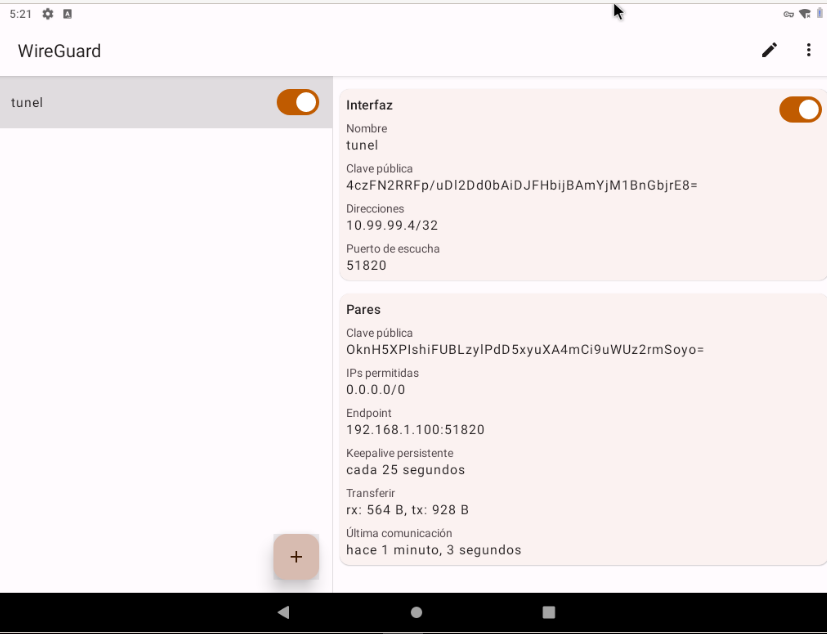 5:21
WireGuard
tunel
Interfaz
Nombre
tunel
Clave pública
4czFN2RRFp/uDl2Dd0bAiDJFHbijBAmYjM1BnGbjrE8=
Direcciones
10.99.99.4/32
Puerto de escucha
51820
Pares
Clave pública
OknH5XPIshiFUBLzylPdD5xyuXA4mCi9uWUz2rmSoyo=
IPs permitidas
0.0.0.0/0
Endpoint
192.168.1.100:51820
Keepalive persistente
cada 25 segundos
Transferir
rx: 564 B, tx: 928 B
Última comunicación
hace 1 minuto, 3 segundos